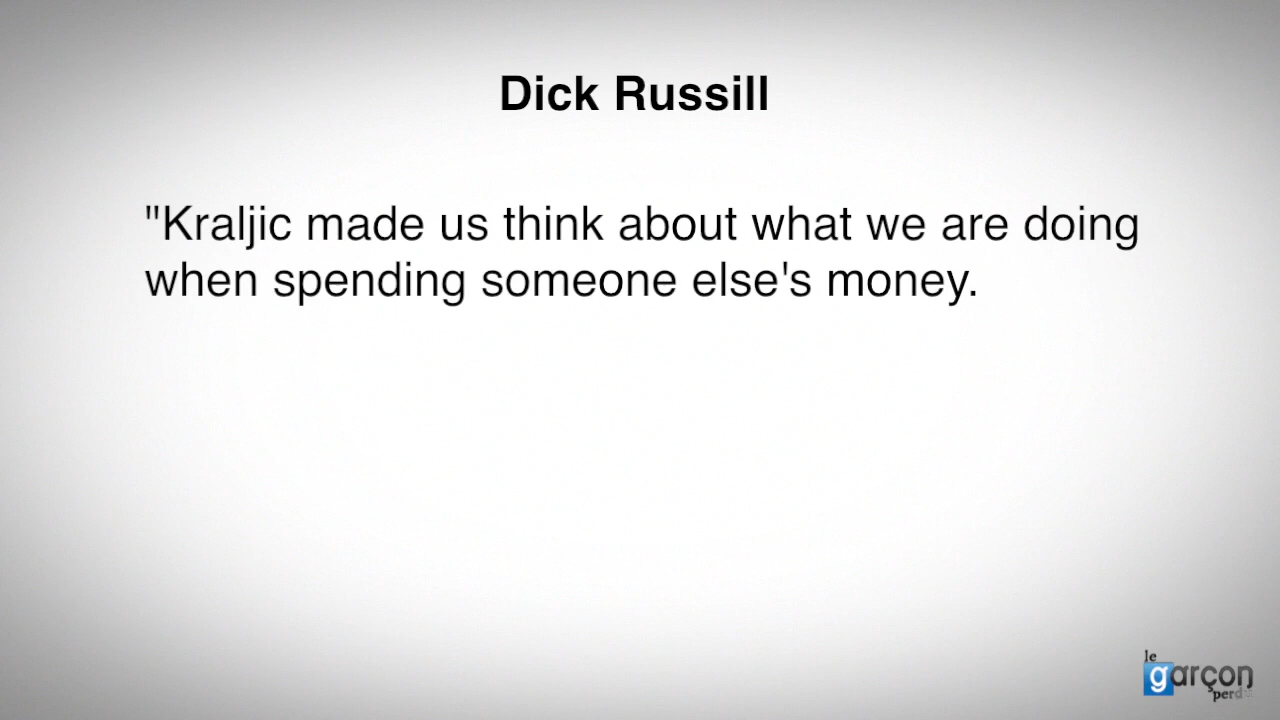 Dick Russill
"Kraljic made us think about what we are doing
when spending someone else's money.
le
garçon
perdu